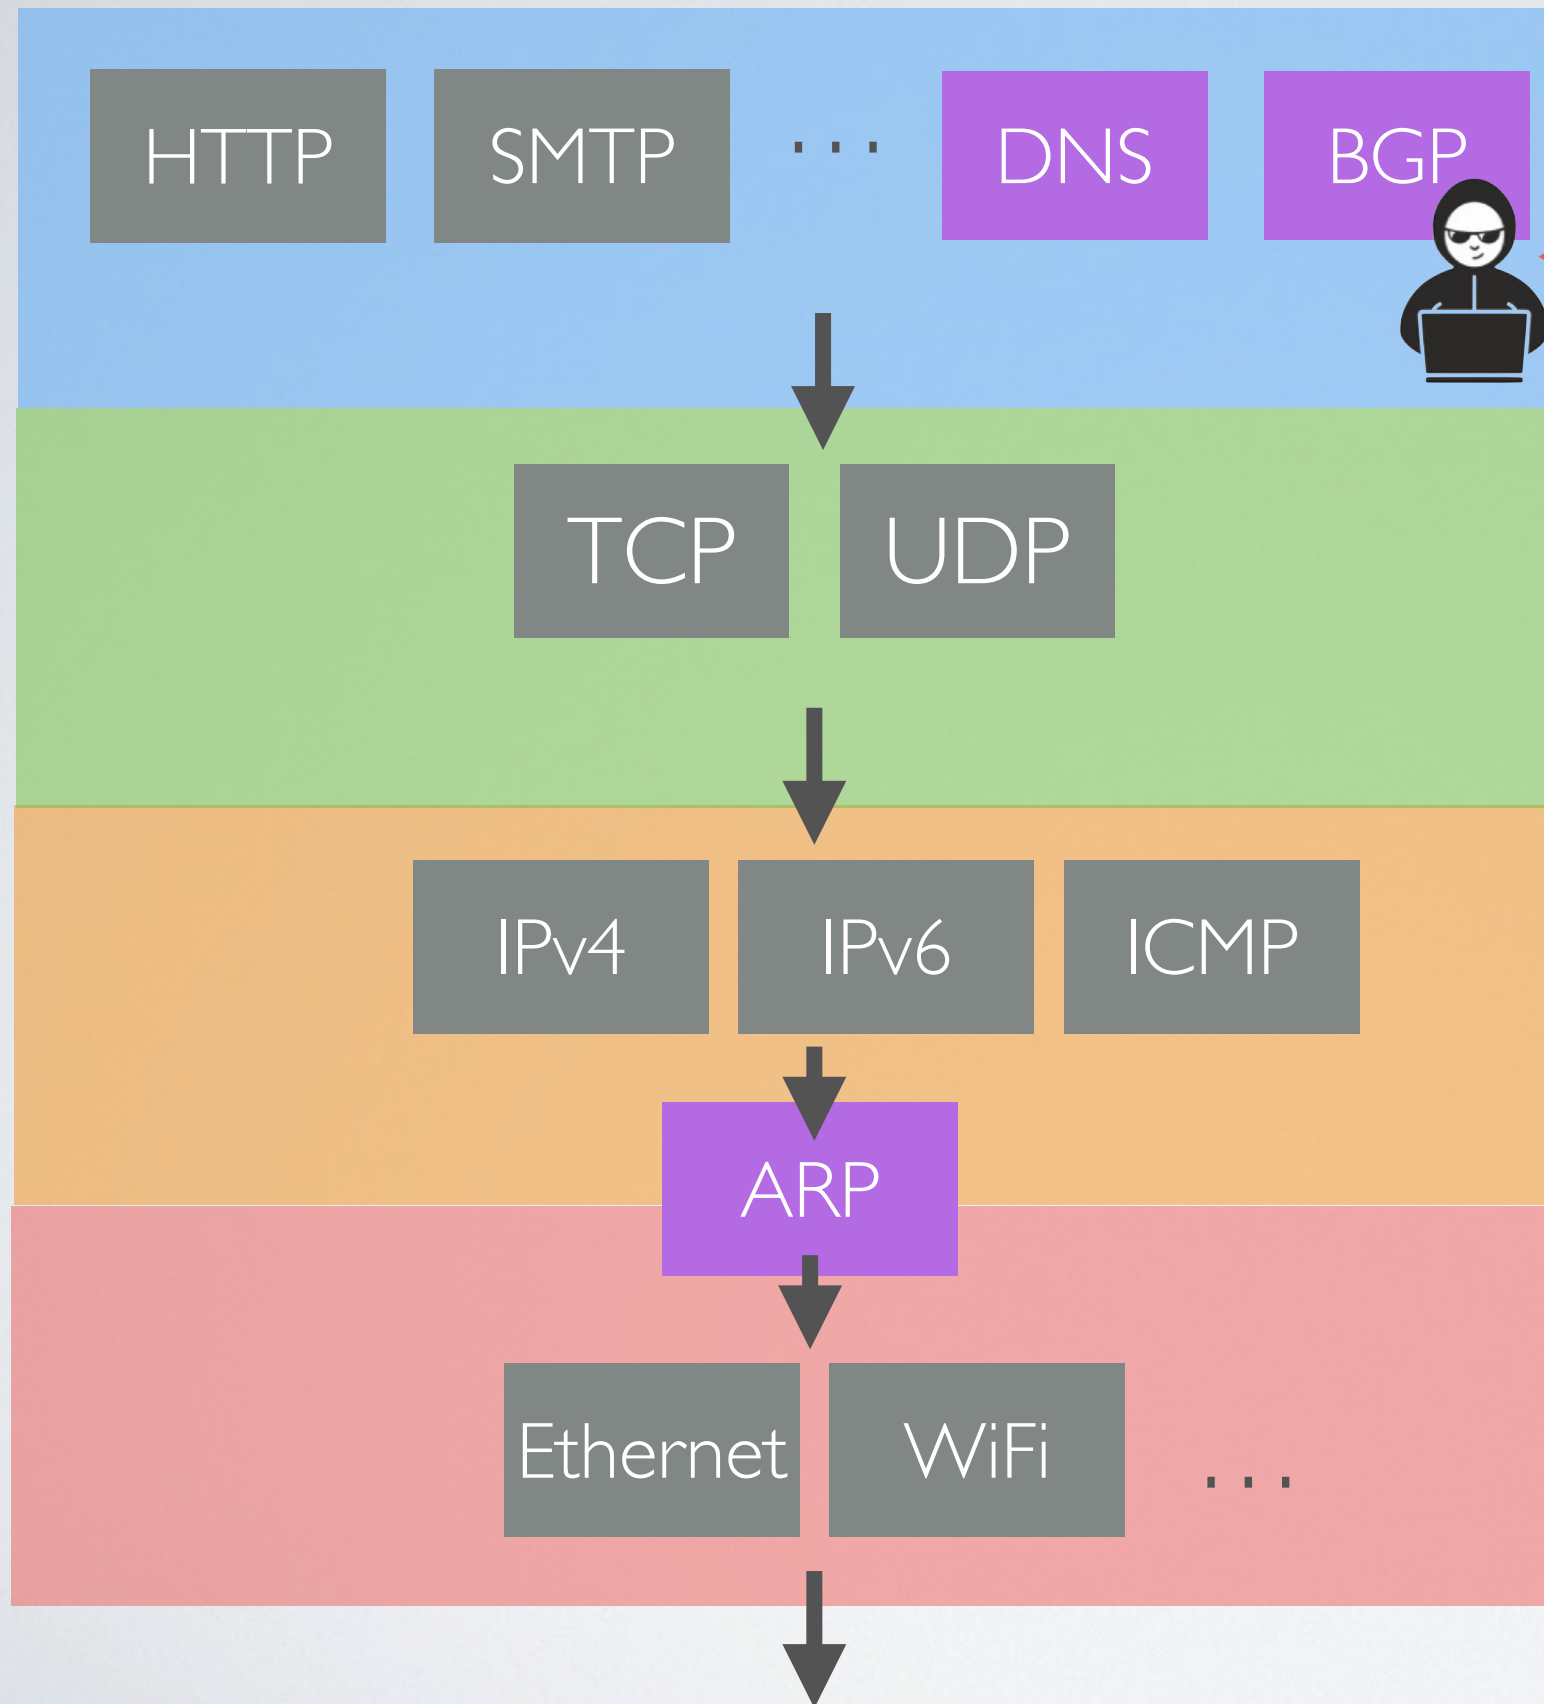 HTTP SMTP ... DNS BGP
TCP UDP
IPv4 IPv6 ICMP
ARP
Ethernet WiFi ...